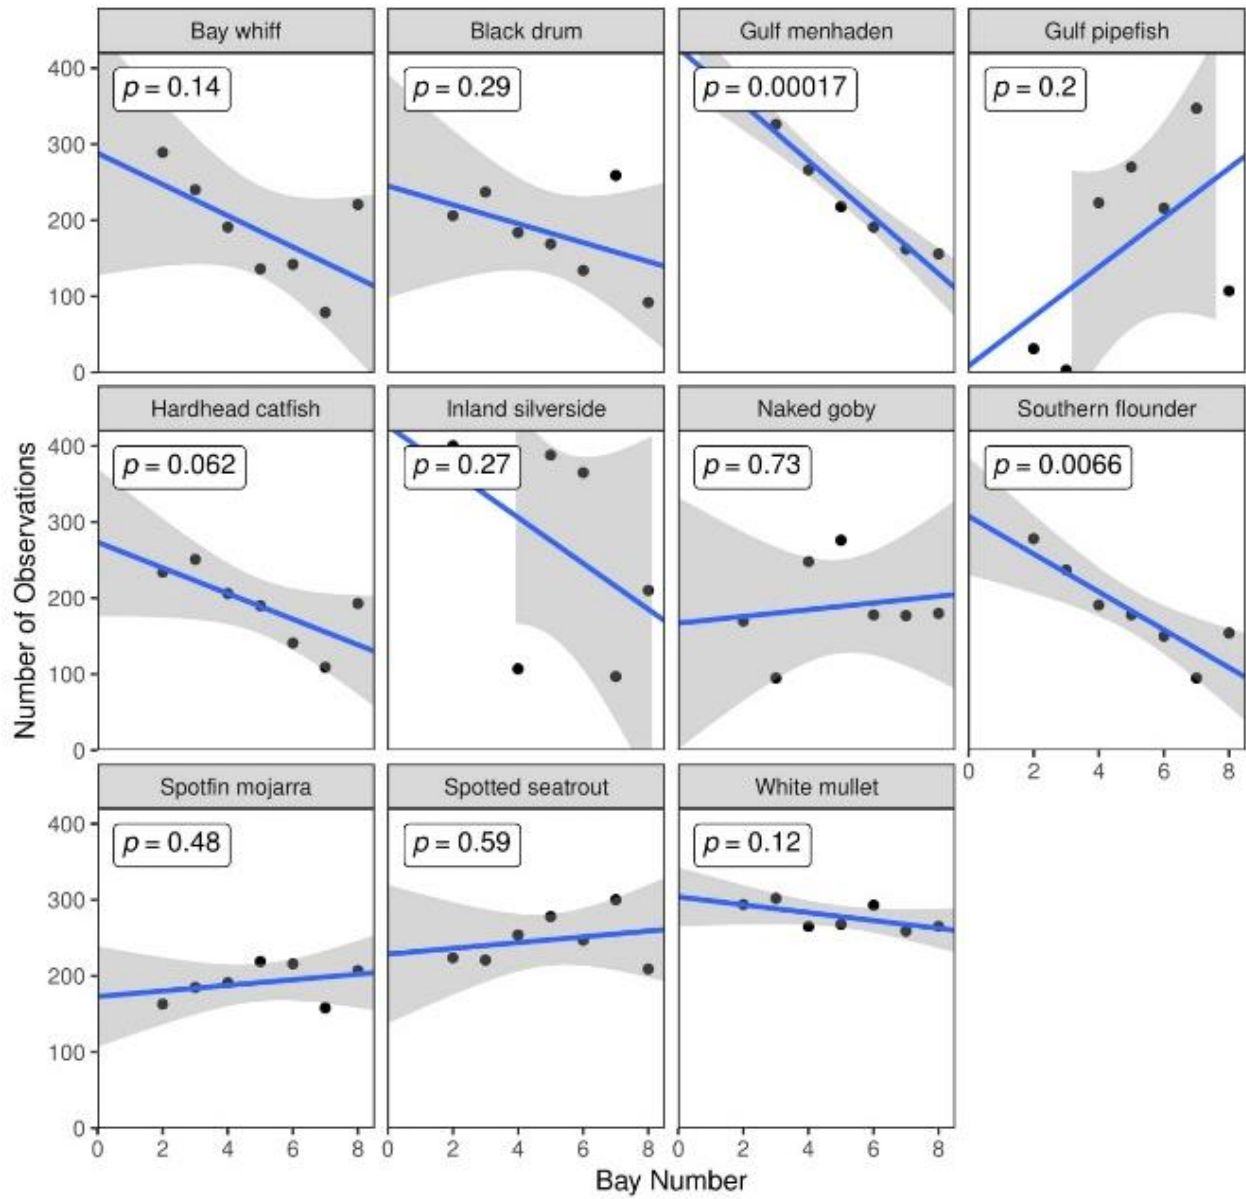 Bay whiff Black drum Gulf menhaden Gulf pipefish
400
p = 0.14 p = 0.29 p = 0.00017 p = 0.2
300
200
100
0
Hardhead catfish Inland silverside Naked goby Southern flounder
400
p = 0.062 p = 0.27 p = 0.73 p = 0.0066
300
200
100
0
0 2 4 6 8
Number of Observations
Spotfin mojarra Spotted seatrout White mullet
400
p = 0.48 p = 0.59 p = 0.12
300
200
100
0
0 2 4 6 8 0 2 4 6 8 0 2 4 6 8
Bay Number